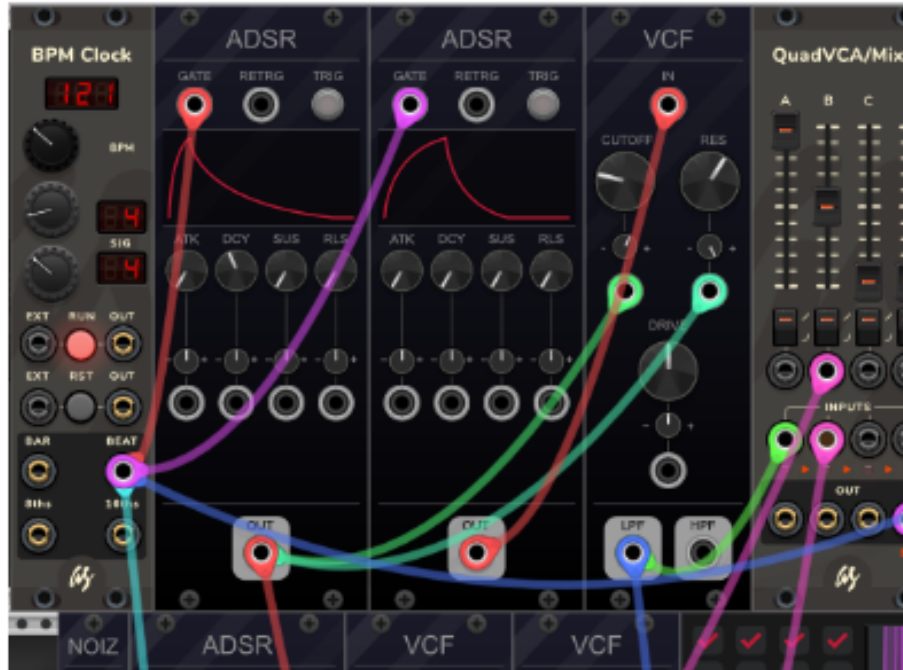 BPM Clock
121
BPM
4
SIG
4
EXT RUN OUT
EXT RST OUT
BAR BEAT
8ths 16ths
ADSR
GATE RETRG TRIG
ATK DCY SUS RLS
- + - + - + - +
OUT
ADSR
GATE RETRG TRIG
ATK DCY SUS RLS
- + - + - + - +
OUT
VCF
IN
CUTOFF RES
- + - +
DRIVE
- +
LPF HPF
QuadVCA/Mix
A B C
INPUTS
OUT
NOIZ
ADSR
VCF
VCF